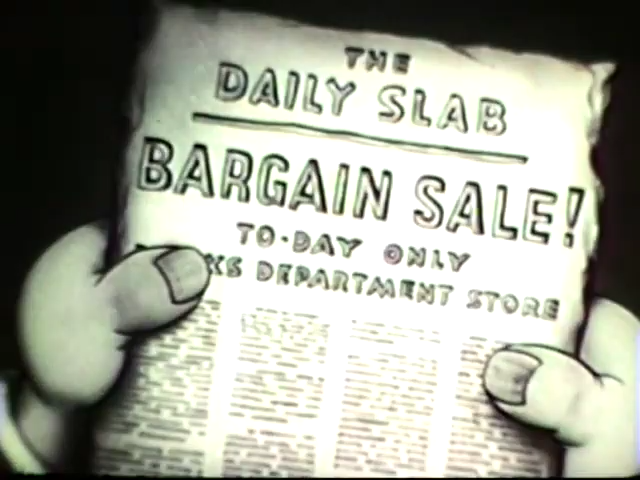 THE
DAILY SLAB
BARGAIN SALE!
TO-DAY ONLY
DEPARTMENT STORE